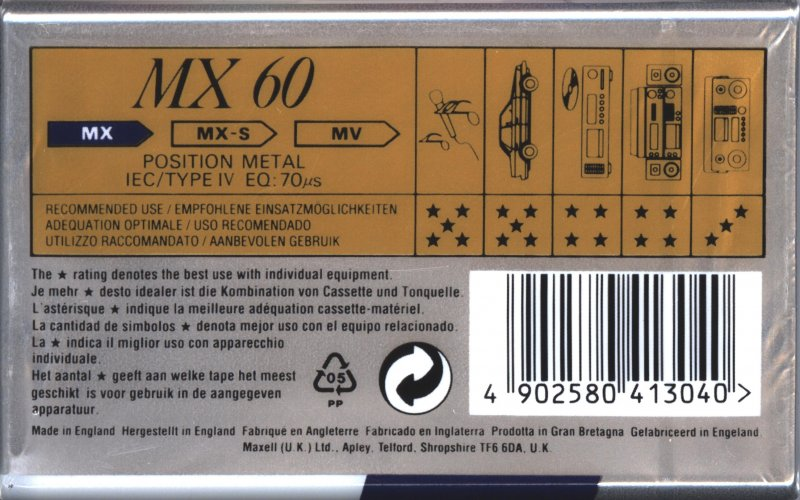 MX 60
MX MX-S MV
POSITION METAL
IEC/TYPE IV EQ: 70µs
RECOMMENDED USE / EMPFOHLENE EINSATZMÖGLICHKEITEN
ADEQUATION OPTIMALE / USO RECOMENDADO
UTILIZZO RACCOMANDATO / AANBEVOLEN GEBRUIK
The ★ rating denotes the best use with individual equipment.
Je mehr ★ desto idealer ist die Kombination von Cassette und Tonquelle.
L'astérisque ★ indique la meilleure adéquation cassette-matériel.
La cantidad de simbolos ★ denota mejor uso con el equipo relacionado.
La ★ indica il miglior uso con apparecchio
individuale.
Het aantal ★ geeft aan welke tape het meest
geschikt is voor gebruik in de aangegeven
apparatuur.
05
PP
4 902580 413040 >
Made in England Hergestellt in England Fabriqué en Angleterre Fabricado en Inglaterra Prodotta in Gran Bretagna Gefabriceerd in Engeland
Maxell (U.K.) Ltd., Apley, Telford, Shropshire TF6 6DA, U.K.